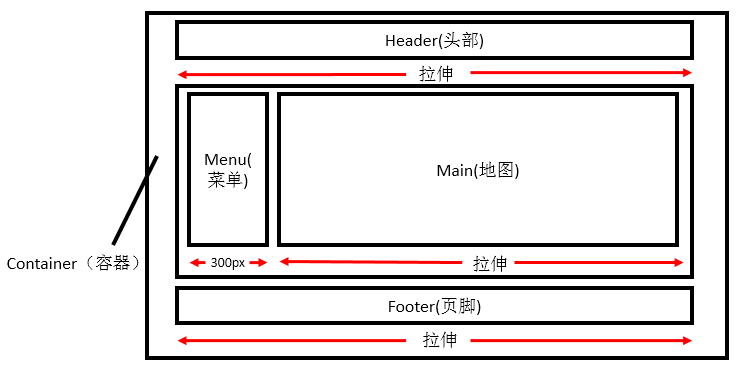 Header(头部)
拉伸
Menu(
菜单)
Main(地图)
Container（容器）
300px
拉伸
Footer(页脚)
拉伸